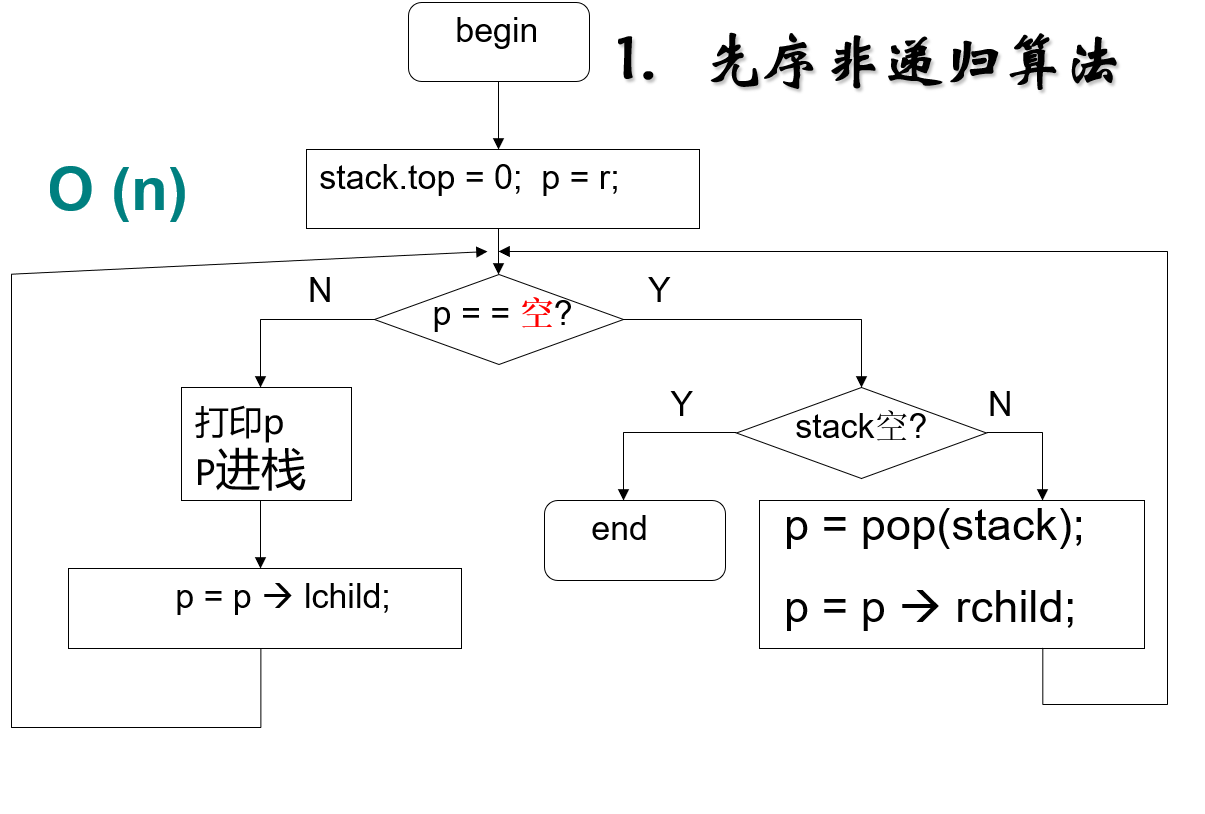 begin
1. 先序非递归算法
O (n)
stack.top = 0; p = r;
N
Y
p = = 空?
打印p
P进栈
Y
N
stack空?
p = p → lchild;
end
p = pop(stack);
p = p → rchild;